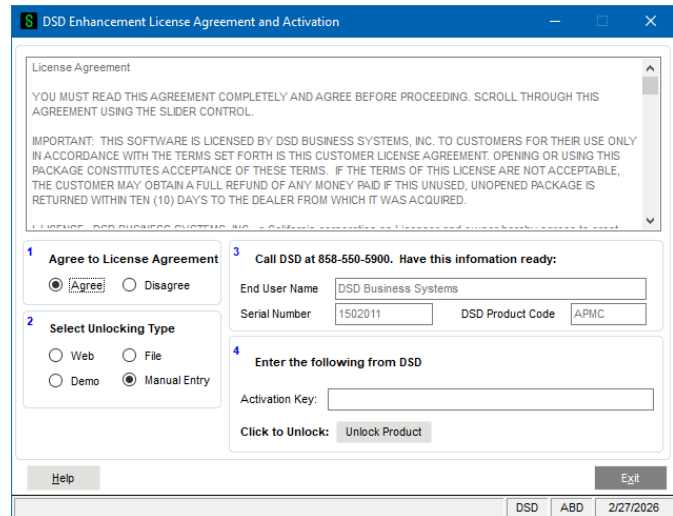 DSD Enhancement License Agreement and Activation
License Agreement
YOU MUST READ THIS AGREEMENT COMPLETELY AND AGREE BEFORE PROCEEDING. SCROLL THROUGH THIS
AGREEMENT USING THE SLIDER CONTROL.
IMPORTANT: THIS SOFTWARE IS LICENSED BY DSD BUSINESS SYSTEMS, INC. TO CUSTOMERS FOR THEIR USE ONLY
IN ACCORDANCE WITH THE TERMS SET FORTH IS THIS CUSTOMER LICENSE AGREEMENT. OPENING OR USING THIS
PACKAGE CONSTITUTES ACCEPTANCE OF THESE TERMS. IF THE TERMS OF THIS LICENSE ARE NOT ACCEPTABLE,
THE CUSTOMER MAY OBTAIN A FULL REFUND OF ANY MONEY PAID IF THIS UNUSED, UNOPENED PACKAGE IS
RETURNED WITHIN TEN (10) DAYS TO THE DEALER FROM WHICH IT WAS ACQUIRED.
1 Agree to License Agreement
Agree Disagree
2 Select Unlocking Type
Web File
Demo Manual Entry
3 Call DSD at 858-550-5900. Have this infomation ready:
End User Name DSD Business Systems
Serial Number 1502011 DSD Product Code APMC
4 Enter the following from DSD
Activation Key:
Click to Unlock: Unlock Product
Help Exit
DSD ABD 2/27/2026